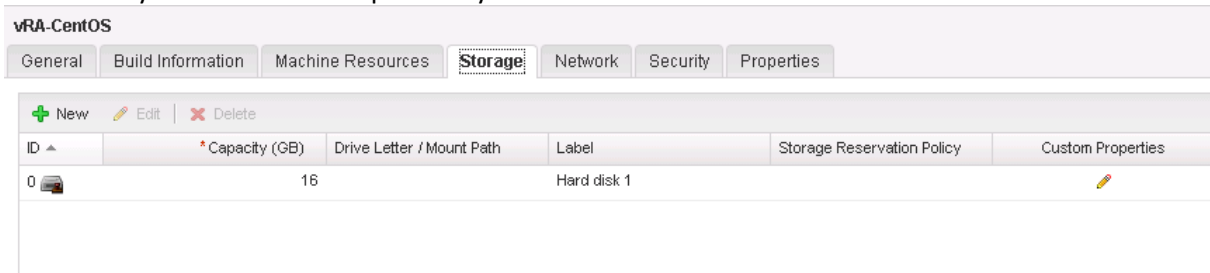 vRA-CentOS
General Build Information Machine Resources Storage Network Security Properties
New Edit Delete
ID *Capacity (GB) Drive Letter / Mount Path Label Storage Reservation Policy Custom Properties
0 16 Hard disk 1